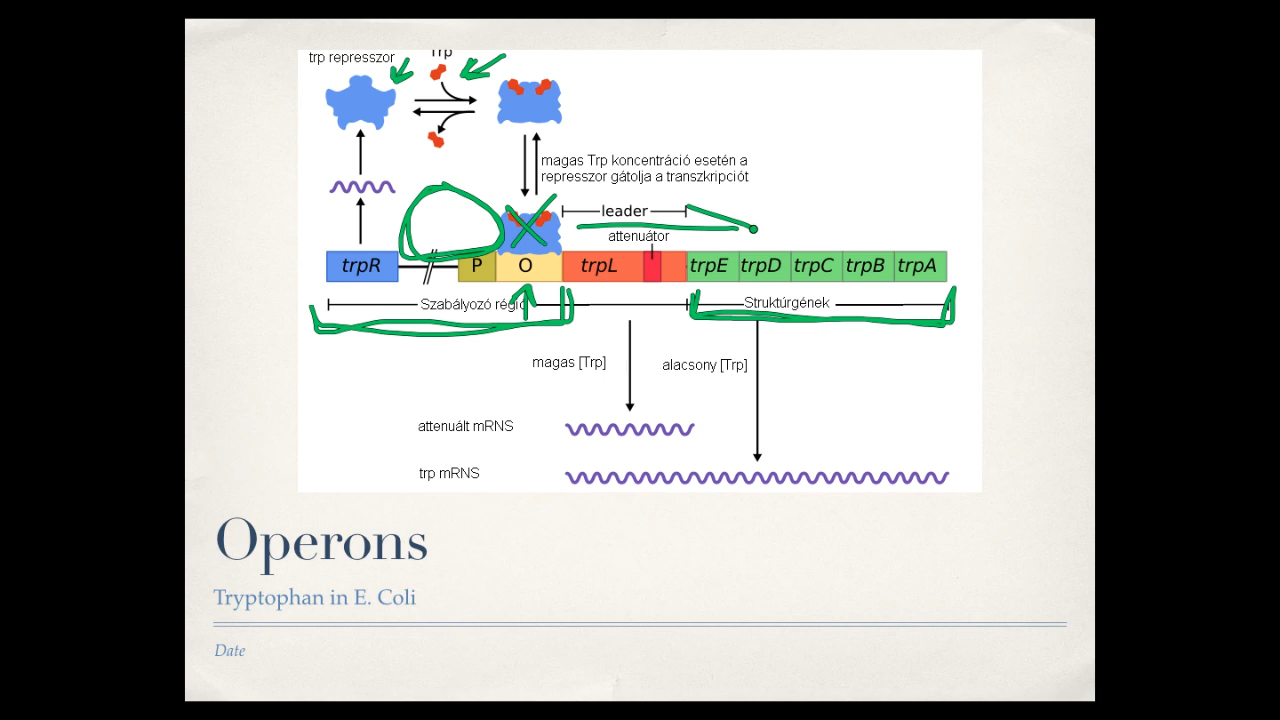 trp represszor
Trp
magas Trp koncentráció esetén a
represszor gátolja a transzkripciót
leader
attenuátor
trpR
P
O
trpL
trpE
trpD
trpC
trpB
trpA
Szabályozó régió
Struktúrgének
magas [Trp]
alacsony [Trp]
attenuált mRNS
trp mRNS
Operons
Tryptophan in E. Coli
Date